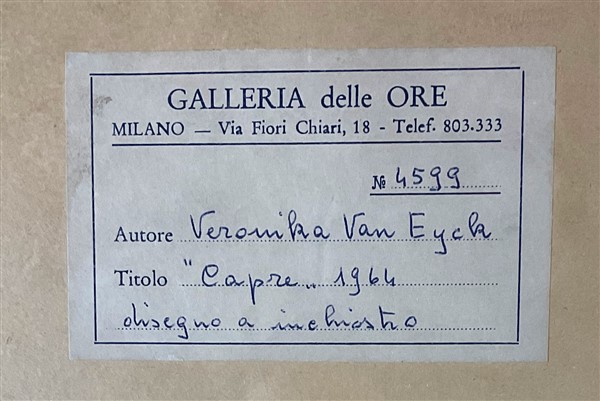 GALLERIA delle ORE
MILANO — Via Fiori Chiari, 18 - Telef. 803.333
№ 4599
Autore Veronika Van Eyck
Titolo "Capre„ 1964
disegno a inchiostro